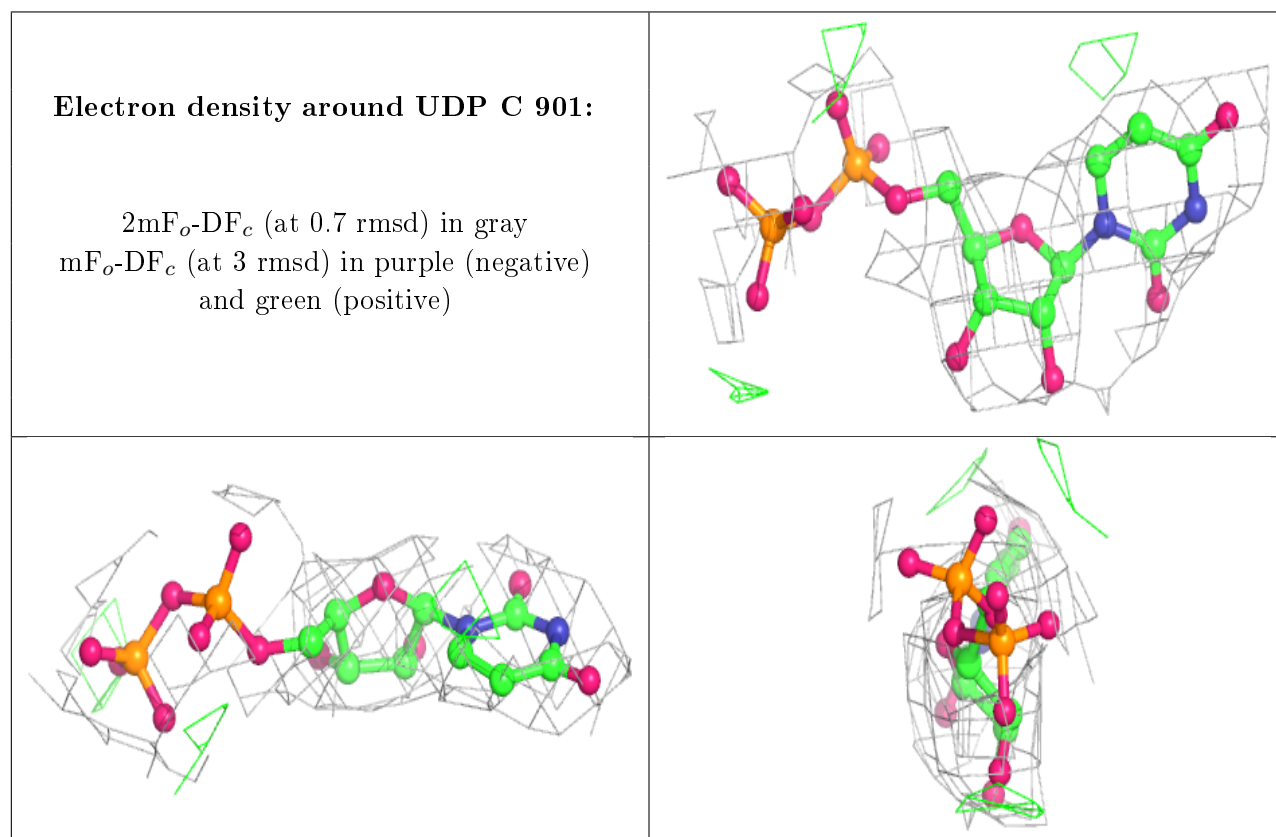 Electron density around UDP C 901:
2mFₒ-DF𝒸 (at 0.7 rmsd) in gray
mFₒ-DF𝒸 (at 3 rmsd) in purple (negative)
and green (positive)